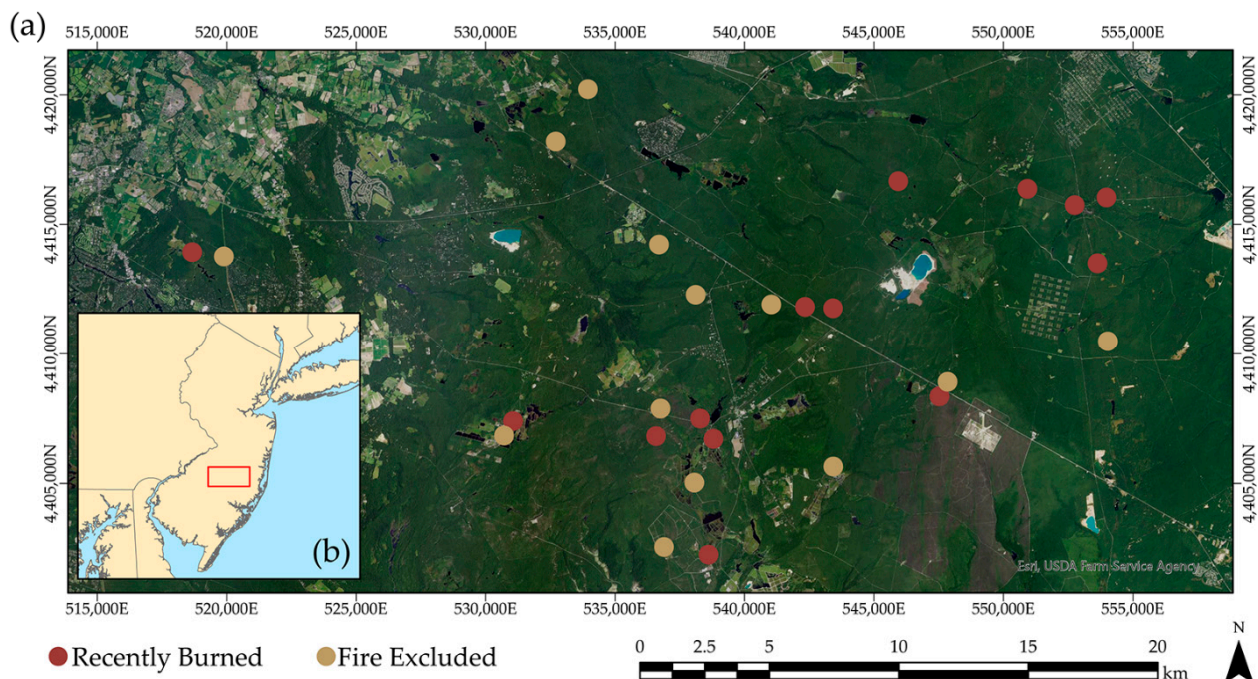 (a)
515,000E 520,000E 525,000E 530,000E 535,000E 540,000E 545,000E 550,000E 555,000E
4,420,000N 4,420,000N
4,415,000N 4,415,000N
4,410,000N 4,410,000N
4,405,000N 4,405,000N
(b)
Esri, USDA Farm Service Agency
515,000E 520,000E 525,000E 530,000E 535,000E 540,000E 545,000E 550,000E 555,000E
Recently Burned Fire Excluded
0 2.5 5 10 15 20
km
N